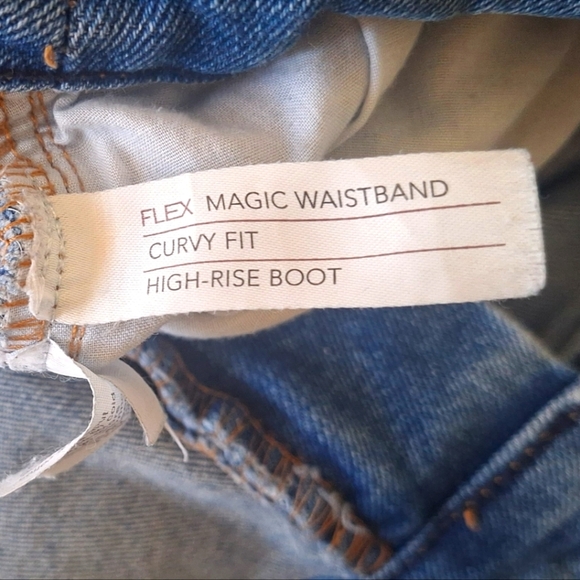 FLEX MAGIC WAISTBAND
CURVY FIT
HIGH-RISE BOOT